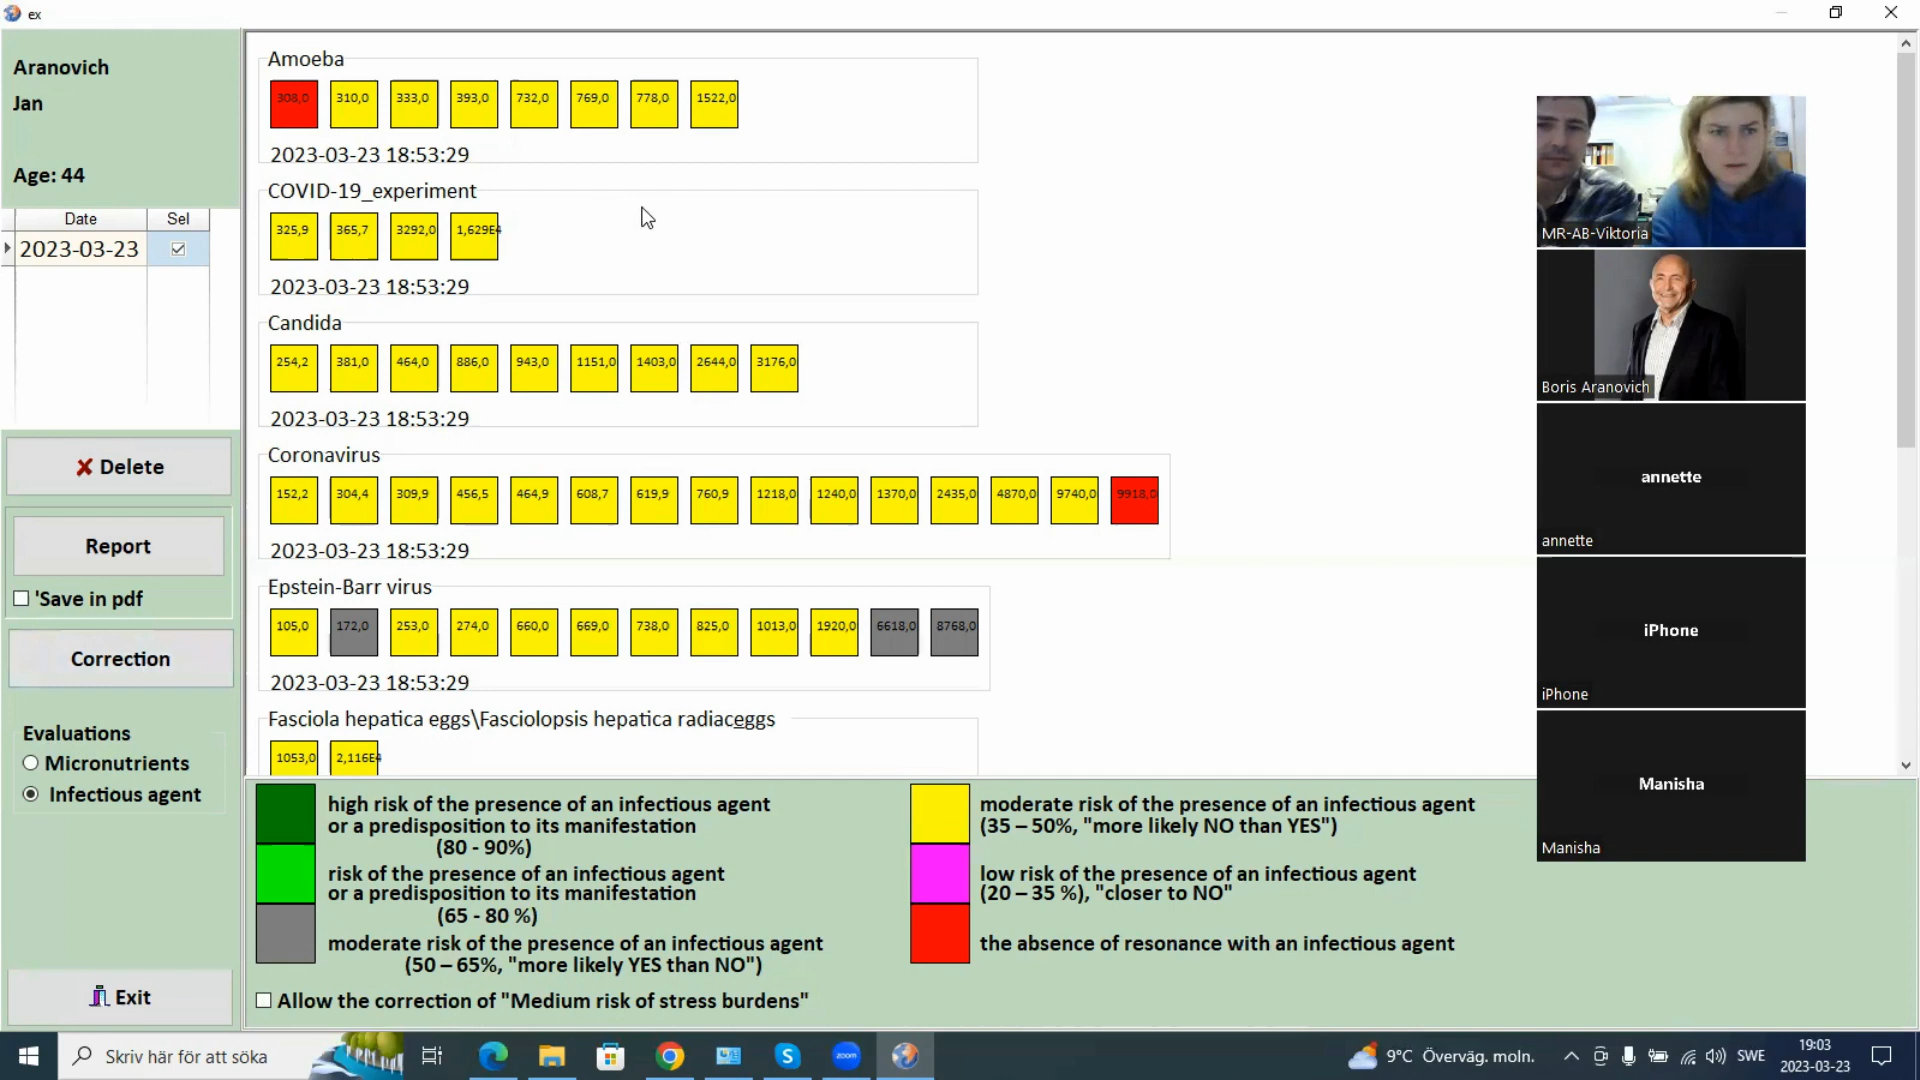 ex
Aranovich
Jan
Age: 44
Date Sel
2023-03-23
Delete
Report
'Save in pdf
Correction
Evaluations
Micronutrients
Infectious agent
Exit
Amoeba
308,0 310,0 333,0 393,0 732,0 769,0 778,0 1522,0
2023-03-23 18:53:29
COVID-19_experiment
325,9 365,7 3292,0 1,629E4
2023-03-23 18:53:29
Candida
254,2 381,0 464,0 886,0 943,0 1151,0 1403,0 2644,0 3176,0
2023-03-23 18:53:29
Coronavirus
152,2 304,4 309,9 456,5 464,9 608,7 619,9 760,9 1218,0 1240,0 1370,0 2435,0 4870,0 9740,0 9918,0
2023-03-23 18:53:29
Epstein-Barr virus
105,0 172,0 253,0 274,0 660,0 669,0 738,0 825,0 1013,0 1920,0 6618,0 8768,0
2023-03-23 18:53:29
Fasciola hepatica eggs\Fasciolopsis hepatica radiaceggs
1053,0 2,116E4
high risk of the presence of an infectious agent
or a predisposition to its manifestation
(80 - 90%)
risk of the presence of an infectious agent
or a predisposition to its manifestation
(65 - 80 %)
moderate risk of the presence of an infectious agent
(50 – 65%, "more likely YES than NO")
moderate risk of the presence of an infectious agent
(35 – 50%, "more likely NO than YES")
low risk of the presence of an infectious agent
(20 – 35 %), "closer to NO"
the absence of resonance with an infectious agent
Allow the correction of "Medium risk of stress burdens"
MR-AB-Viktoria
Boris Aranovich
annette
annette
iPhone
iPhone
Manisha
Manisha
Skriv här för att söka
zoom
9°C Överväg. moln.
SWE
19:03
2023-03-23